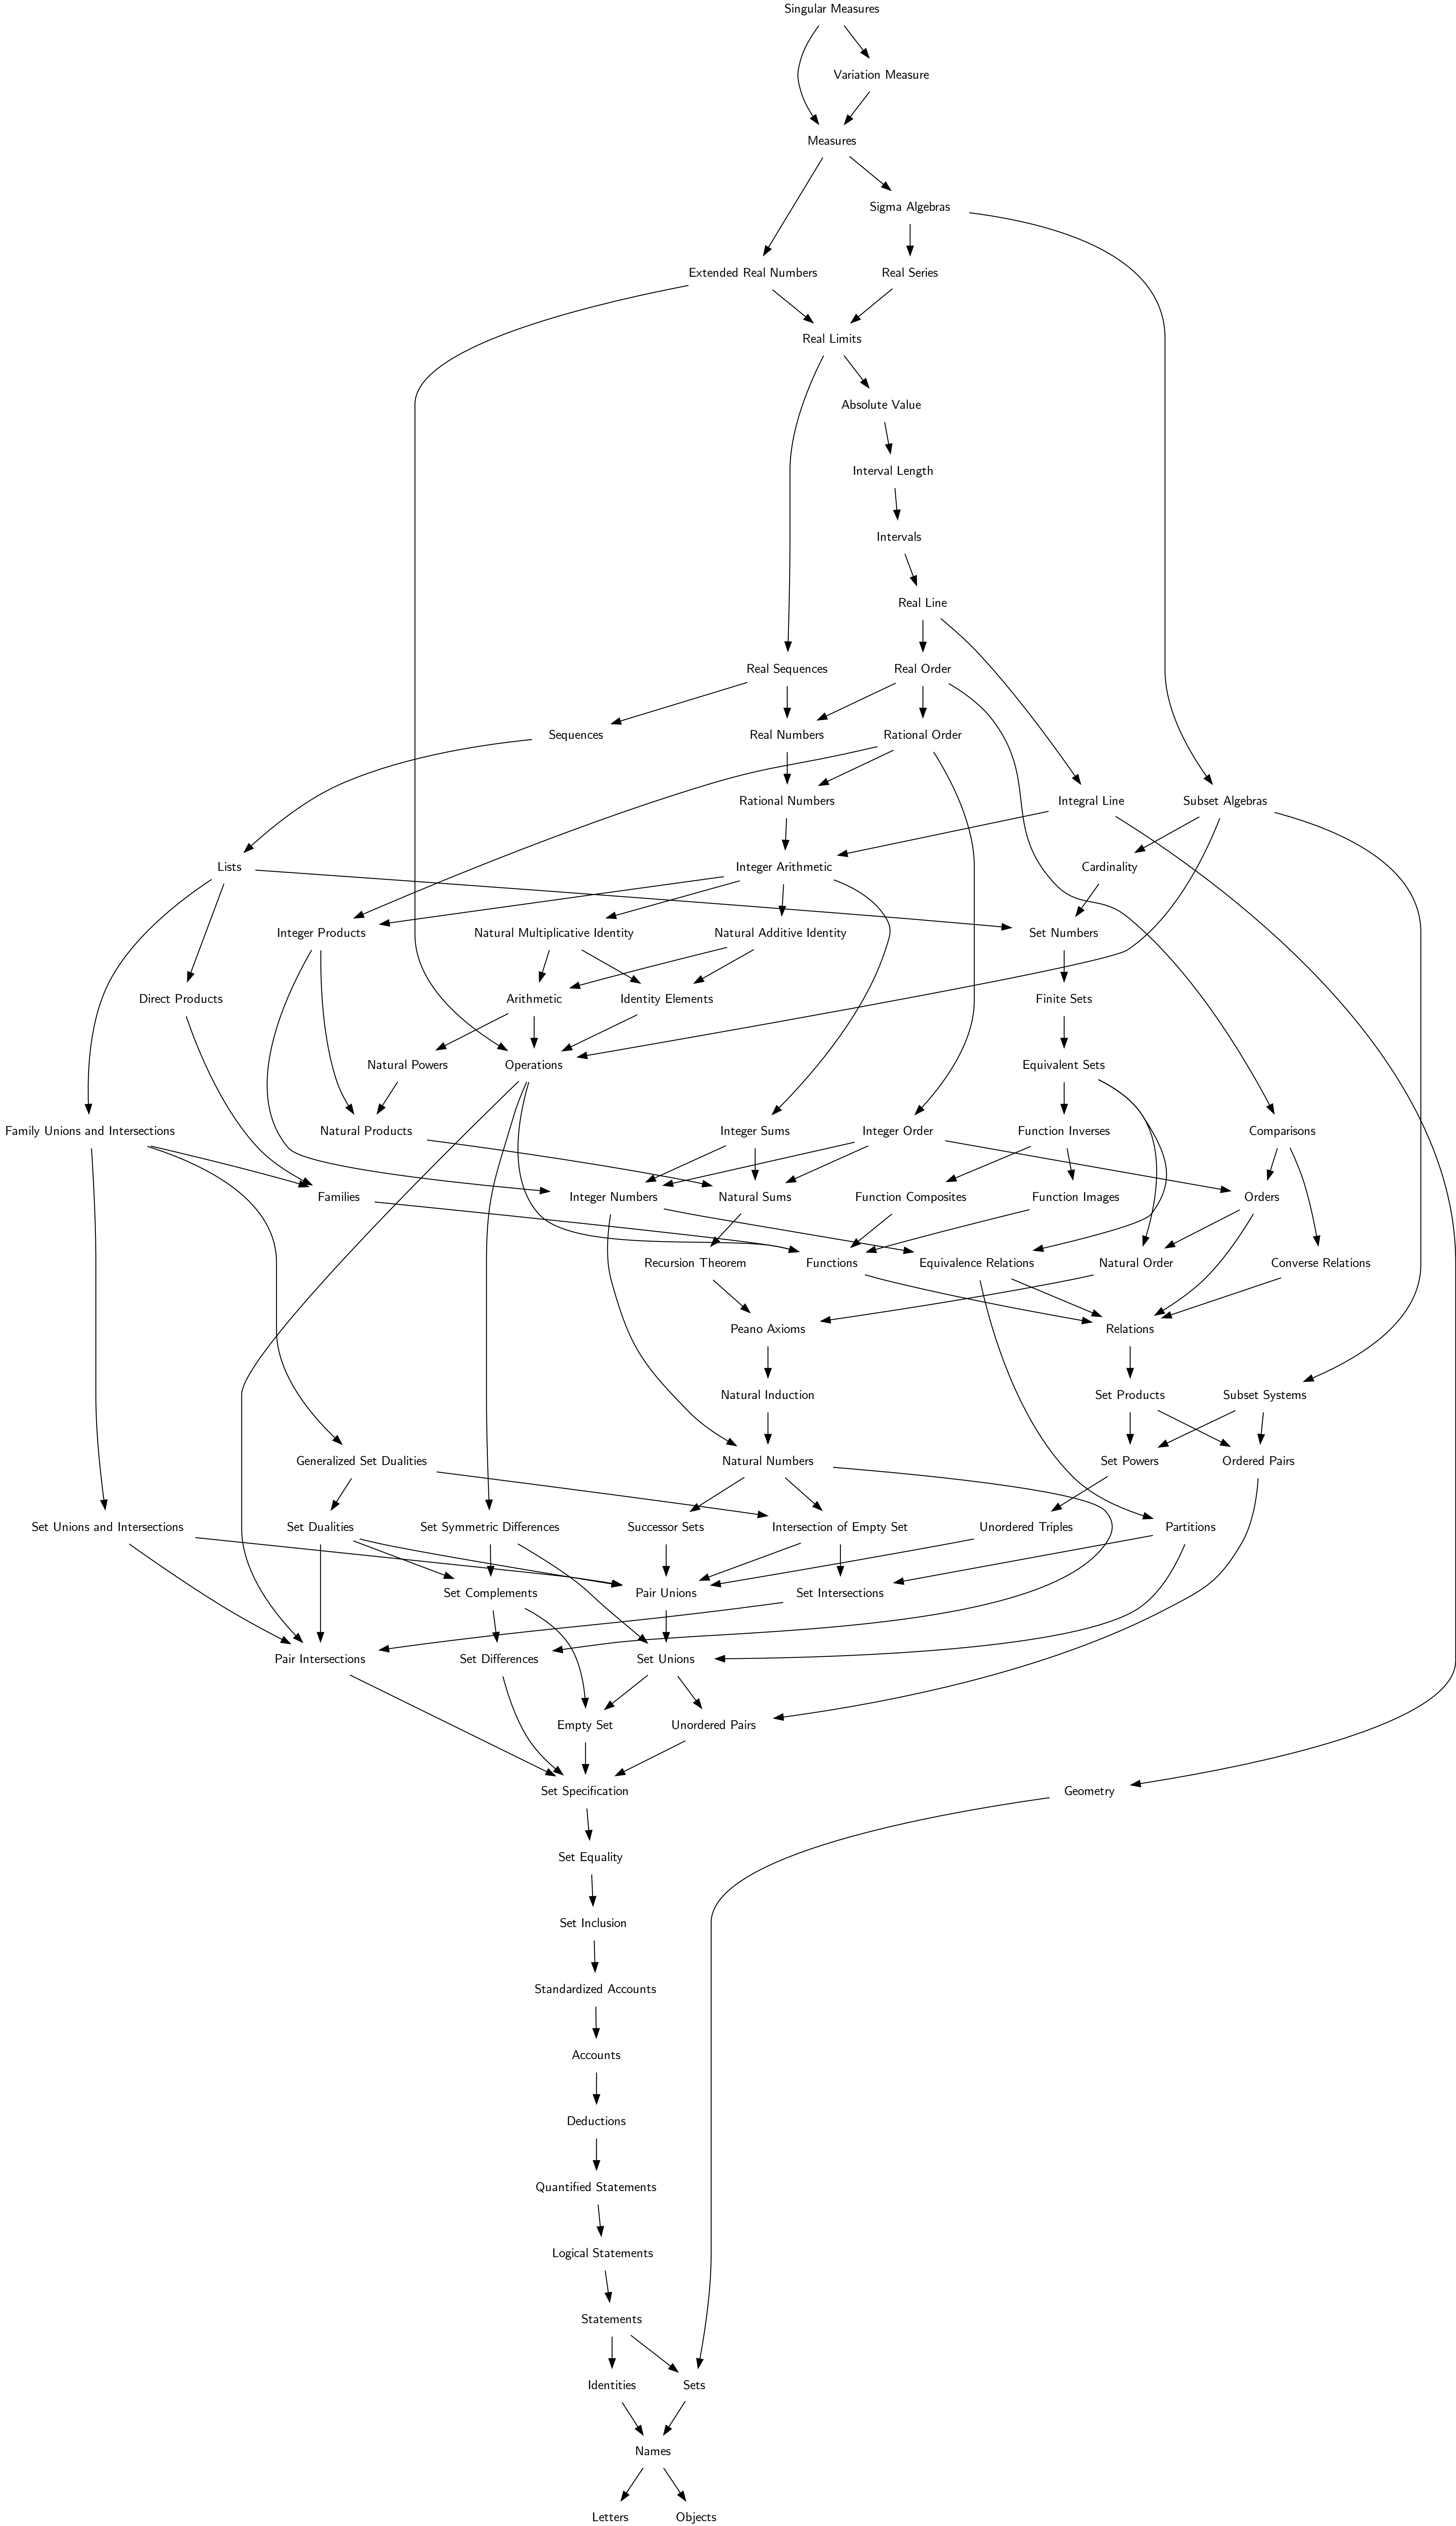 Singular Measures
Variation Measure
Measures
Sigma Algebras
Extended Real Numbers
Real Series
Real Limits
Absolute Value
Interval Length
Intervals
Real Line
Real Sequences
Real Order
Sequences
Real Numbers
Rational Order
Rational Numbers
Integral Line
Subset Algebras
Lists
Integer Arithmetic
Cardinality
Integer Products
Natural Multiplicative Identity
Natural Additive Identity
Set Numbers
Direct Products
Arithmetic
Identity Elements
Finite Sets
Natural Powers
Operations
Equivalent Sets
Family Unions and Intersections
Natural Products
Integer Sums
Integer Order
Function Inverses
Comparisons
Families
Integer Numbers
Natural Sums
Function Composites
Function Images
Orders
Recursion Theorem
Functions
Equivalence Relations
Natural Order
Converse Relations
Peano Axioms
Relations
Natural Induction
Set Products
Subset Systems
Generalized Set Dualities
Natural Numbers
Set Powers
Ordered Pairs
Set Unions and Intersections
Set Dualities
Set Symmetric Differences
Successor Sets
Intersection of Empty Set
Unordered Triples
Partitions
Set Complements
Pair Unions
Set Intersections
Pair Intersections
Set Differences
Set Unions
Empty Set
Unordered Pairs
Set Specification
Geometry
Set Equality
Set Inclusion
Standardized Accounts
Accounts
Deductions
Quantified Statements
Logical Statements
Statements
Identities
Sets
Names
Letters
Objects